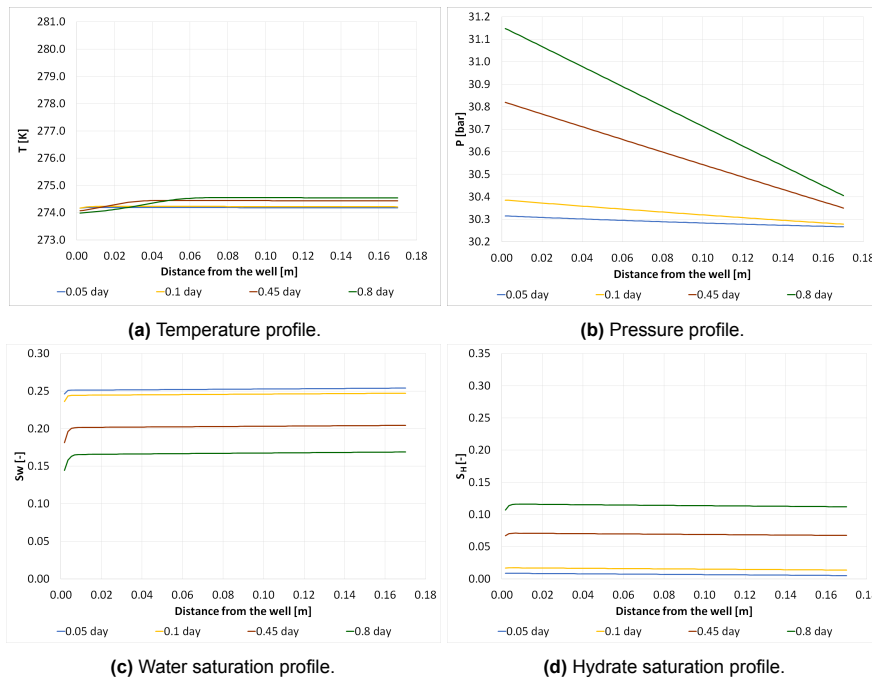 281.0
280.0
279.0
278.0
277.0
276.0
275.0
274.0
273.0
T [K]
0.00 0.02 0.04 0.06 0.08 0.10 0.12 0.14 0.16 0.18
Distance from the well [m]
0.05 day 0.1 day 0.45 day 0.8 day
(a) Temperature profile.
31.2
31.1
31.0
30.9
30.8
30.7
30.6
30.5
30.4
30.3
30.2
P [bar]
0.00 0.02 0.04 0.06 0.08 0.10 0.12 0.14 0.16 0.18
Distance from the well [m]
0.05 day 0.1 day 0.45 day 0.8 day
(b) Pressure profile.
0.30
0.25
0.20
0.15
0.10
0.05
0.00
Sw [-]
0.00 0.02 0.04 0.06 0.08 0.10 0.12 0.14 0.16 0.18
Distance from the well [m]
0.05 day 0.1 day 0.45 day 0.8 day
(c) Water saturation profile.
0.35
0.30
0.25
0.20
0.15
0.10
0.05
0.00
S_H [-]
0.00 0.02 0.04 0.06 0.08 0.10 0.12 0.14 0.16
Distance from the well [m]
0.05 day 0.1 day 0.45 day 0.8 day
(d) Hydrate saturation profile.